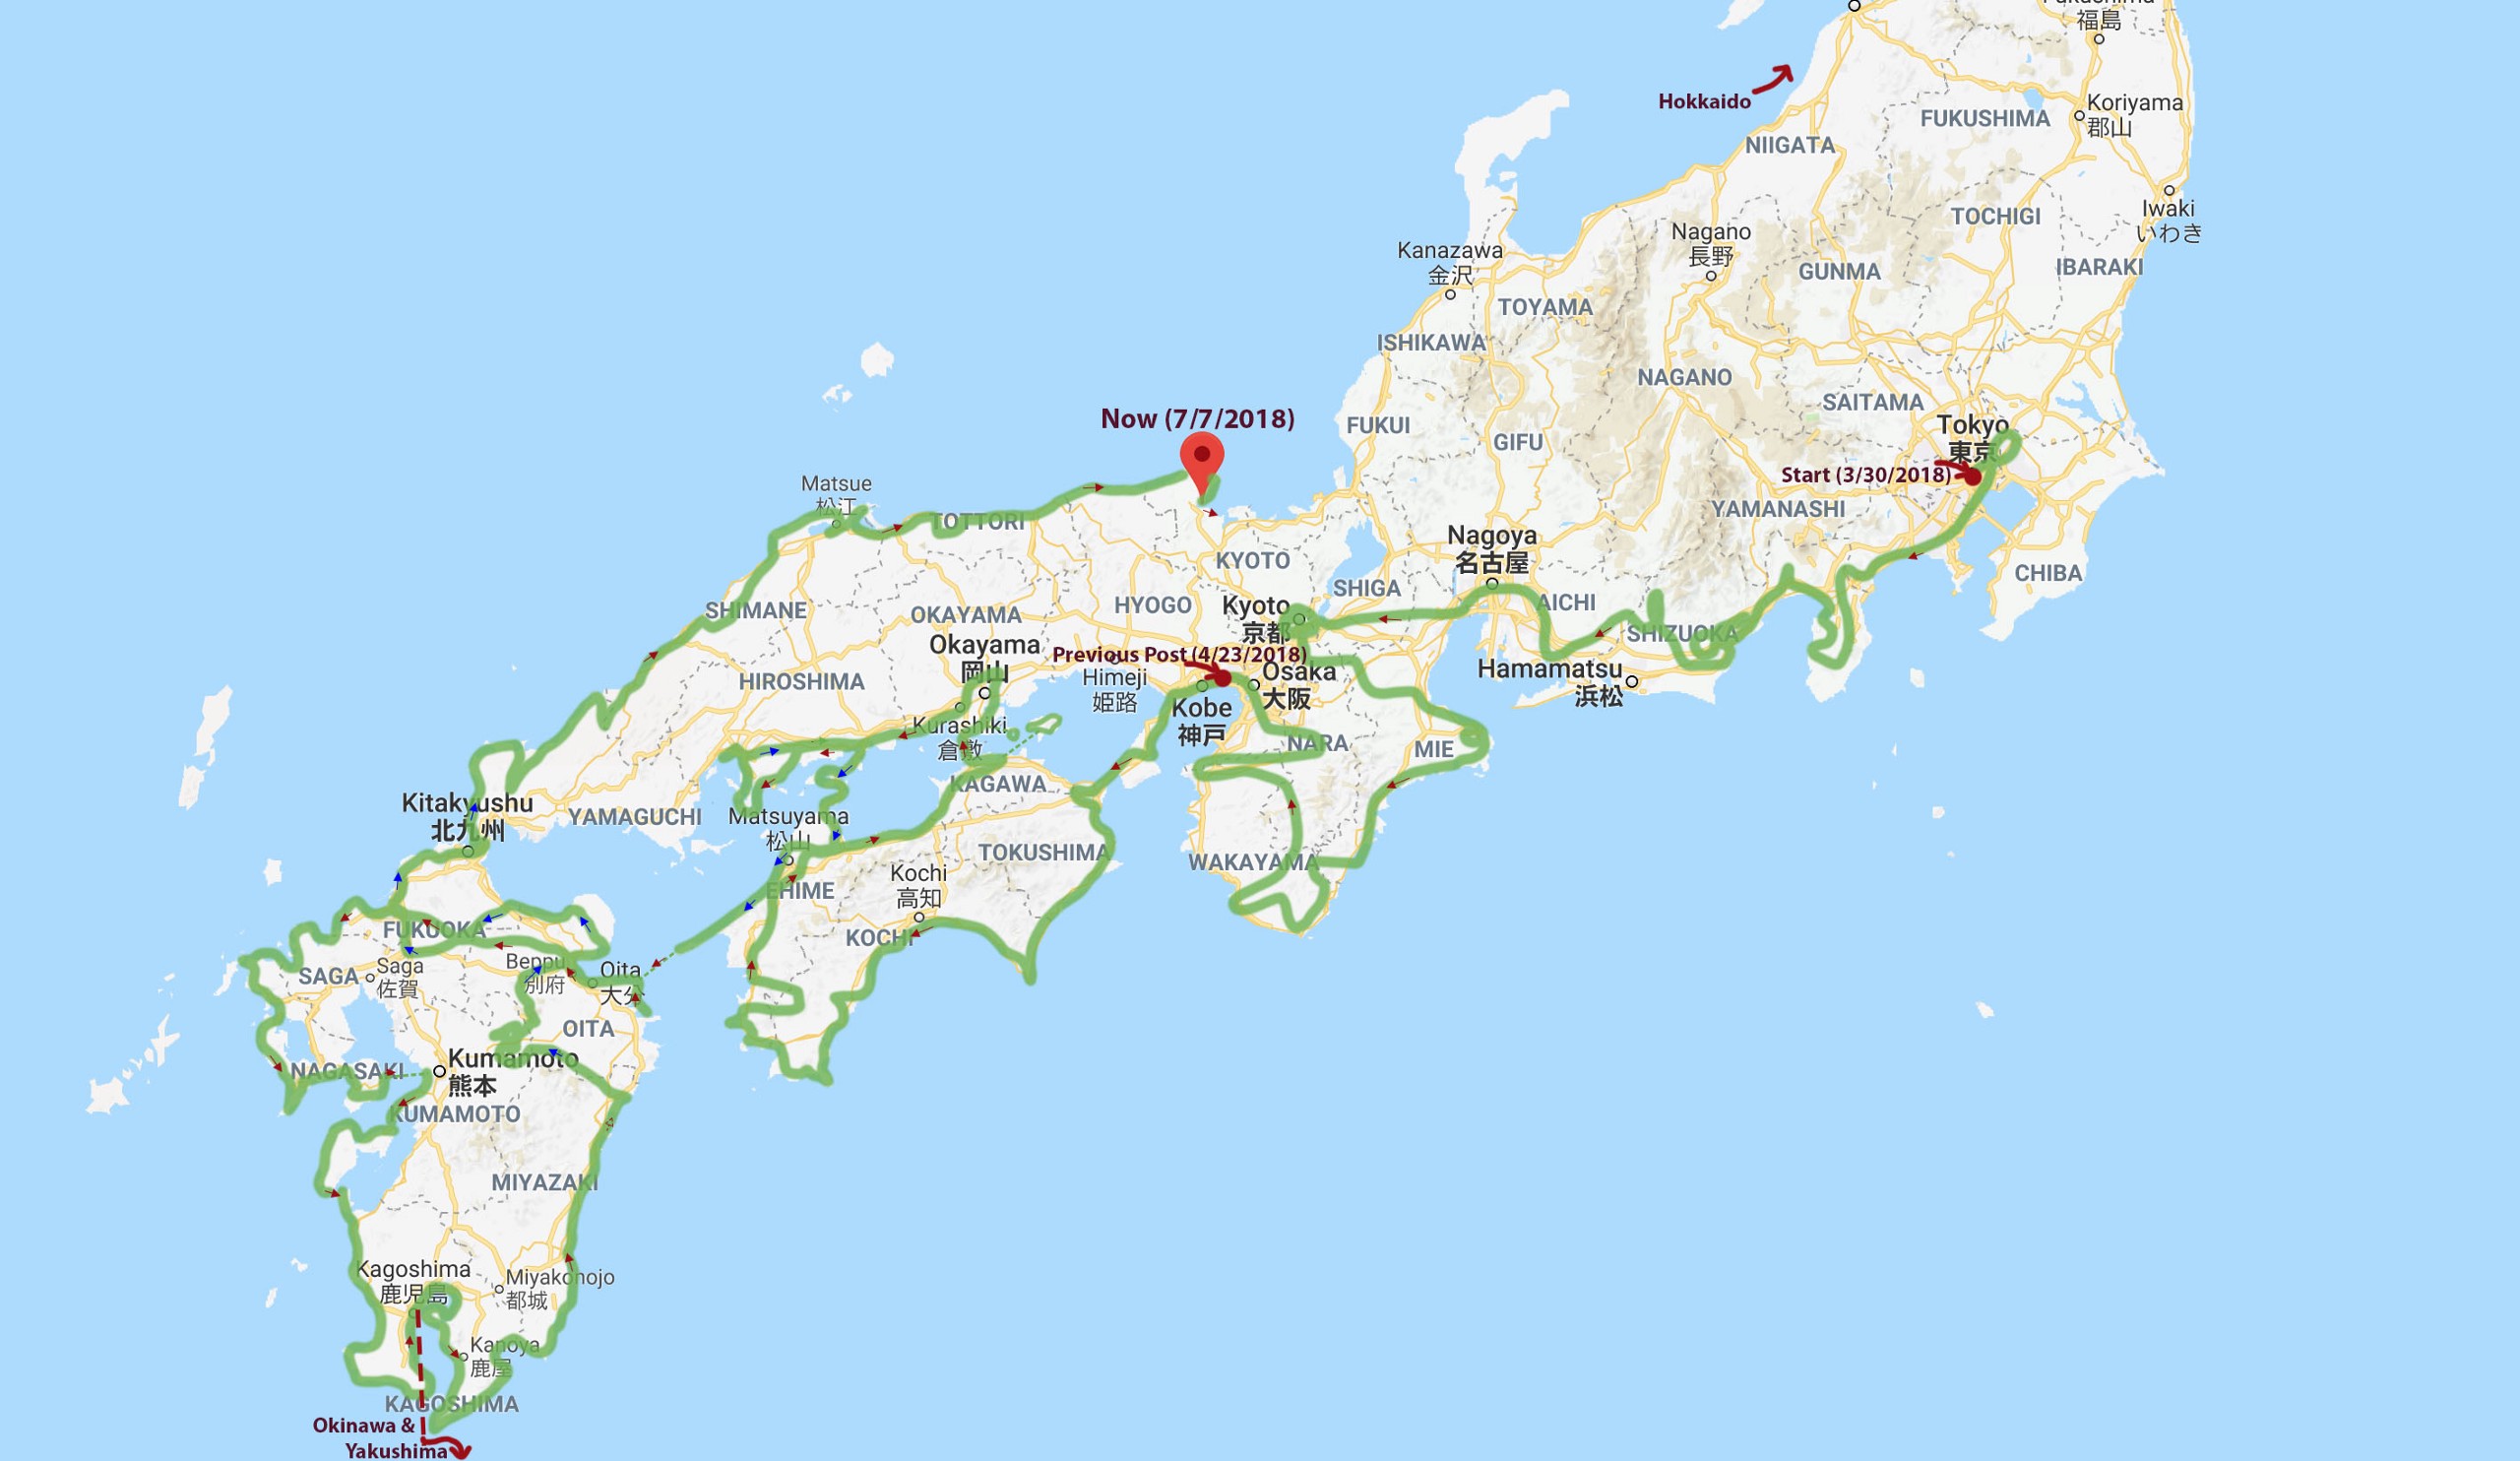 福島
Hokkaido
Koriyama
郡山
FUKUSHIMA
NIIGATA
Iwaki
いわき
TOCHIGI
Nagano
長野
Kanazawa
金沢
GUNMA
IBARAKI
TOYAMA
ISHIKAWA
NAGANO
SAITAMA
Now (7/7/2018)
FUKUI
GIFU
Tokyo
東京
Start (3/30/2018)
Matsue
松江
TOTTORI
YAMANASHI
Nagoya
名古屋
KYOTO
CHIBA
SHIGA
AICHI
SHIMANE
OKAYAMA
HYOGO
Kyoto
京都
SHIZUOKA
Okayama
岡山
Previous Post (4/23/2018)
Himeji
姫路
Osaka
大阪
Hamamatsu
浜松
HIROSHIMA
Kobe
神戸
Kurashiki
倉敷
NARA
MIE
KAGAWA
Kitakyushu
北九州
YAMAGUCHI
Matsuyama
松山
TOKUSHIMA
WAKAYAMA
Kochi
高知
EHIME
KOCHI
FUKUOKA
SAGA
Saga
佐賀
Beppu
別府
Oita
大分
OITA
NAGASAKI
Kumamoto
熊本
KUMAMOTO
MIYAZAKI
Kagoshima
鹿児島
Miyakonojo
都城
Kanoya
鹿屋
KAGOSHIMA
Okinawa &
Yakushima